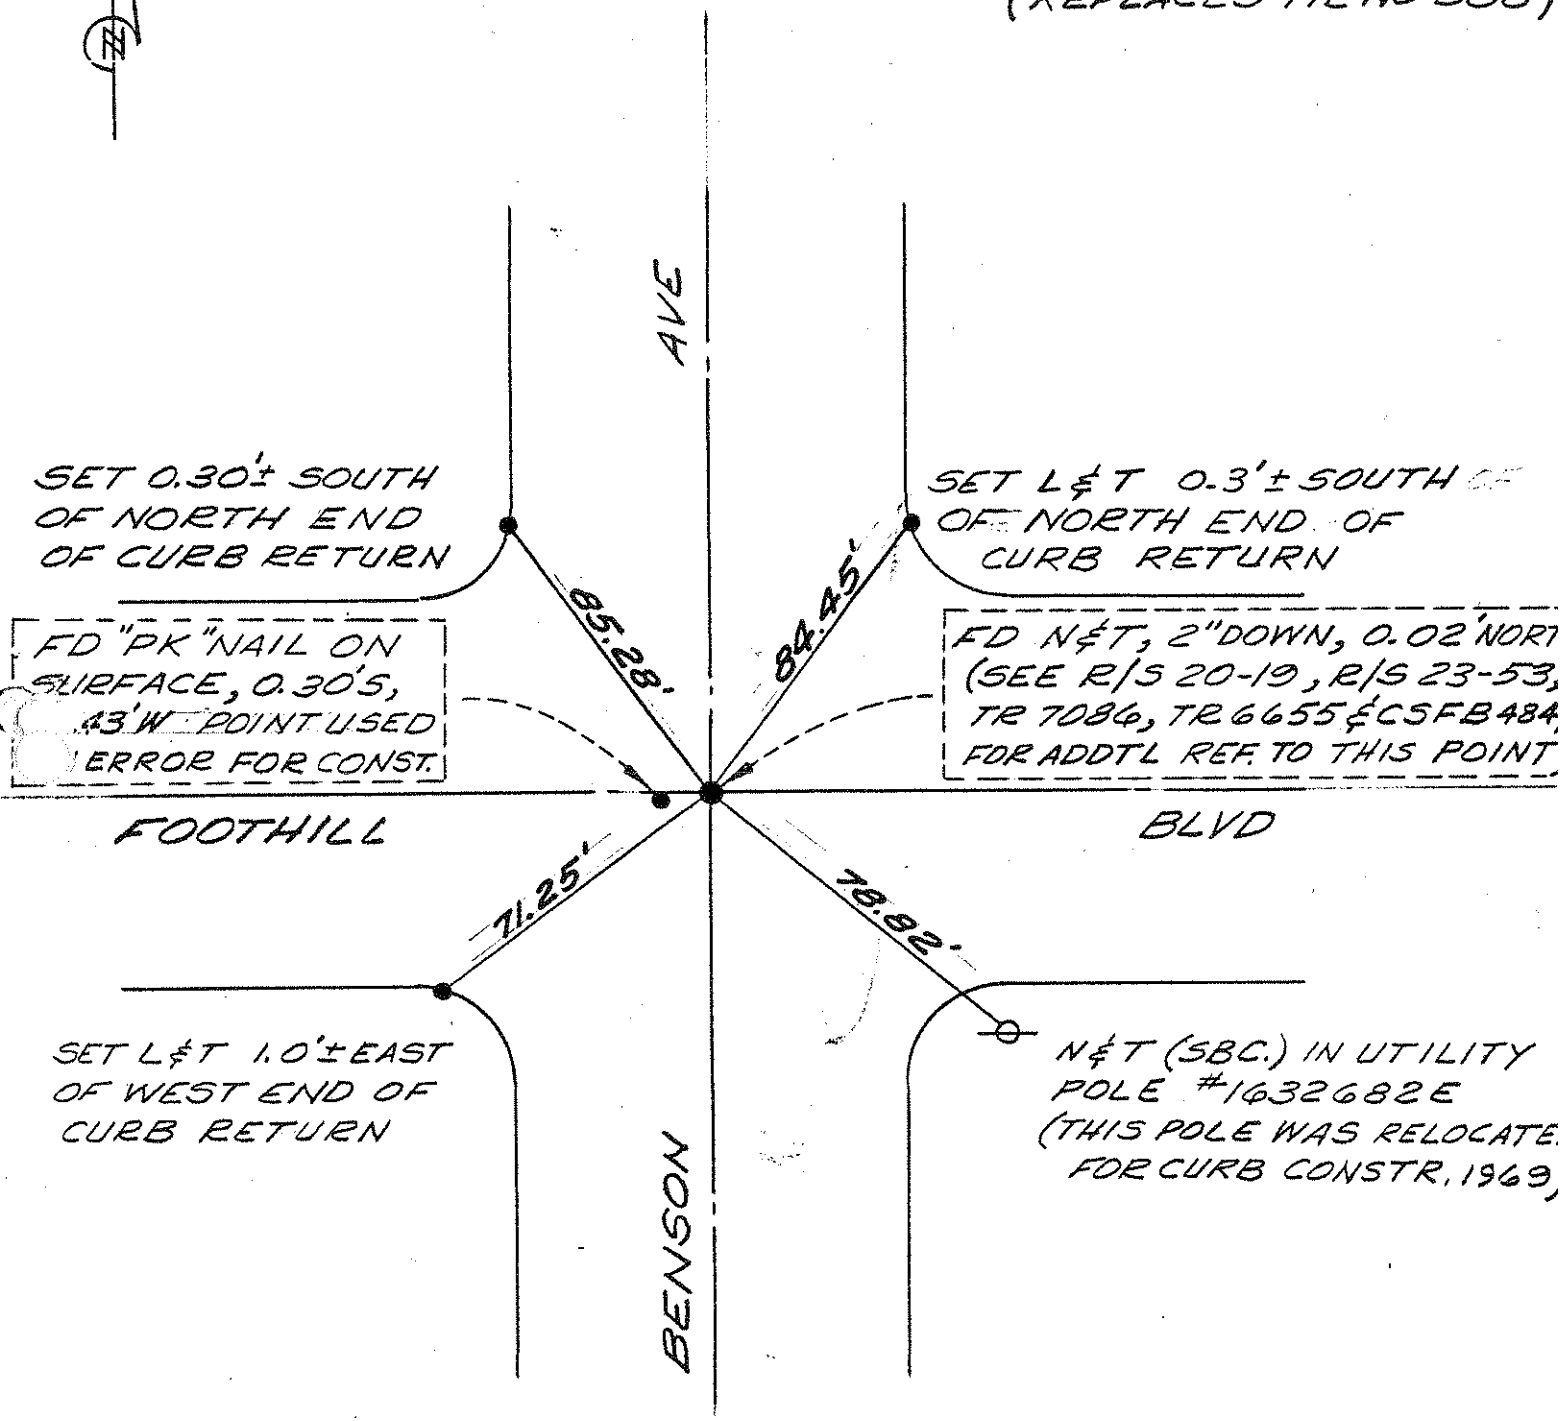 (REPLACES TIE NO
AVE
SET 0.30'± SOUTH
OF NORTH END
OF CURB RETURN
SET L&T 0.3'± SOUTH OF
OF NORTH END OF
CURB RETURN
85.28'
84.45'
FD "PK" NAIL ON
SURFACE, 0.30'S,
.43'W POINT USED
ERROR FOR CONST.
FD N&T, 2" DOWN, 0.02' NORT
(SEE R/S 20-19, R/S 23-53,
TR 7086, TR 6655 & CSFB 484,
FOR ADDTL REF. TO THIS POINT
FOOTHILL
BLVD
71.25'
78.82'
SET L&T 1.0'± EAST
OF WEST END OF
CURB RETURN
N&T (SBC.) IN UTILITY
POLE #1632682E
(THIS POLE WAS RELOCATE
FOR CURB CONSTR. 1969)
BENSON